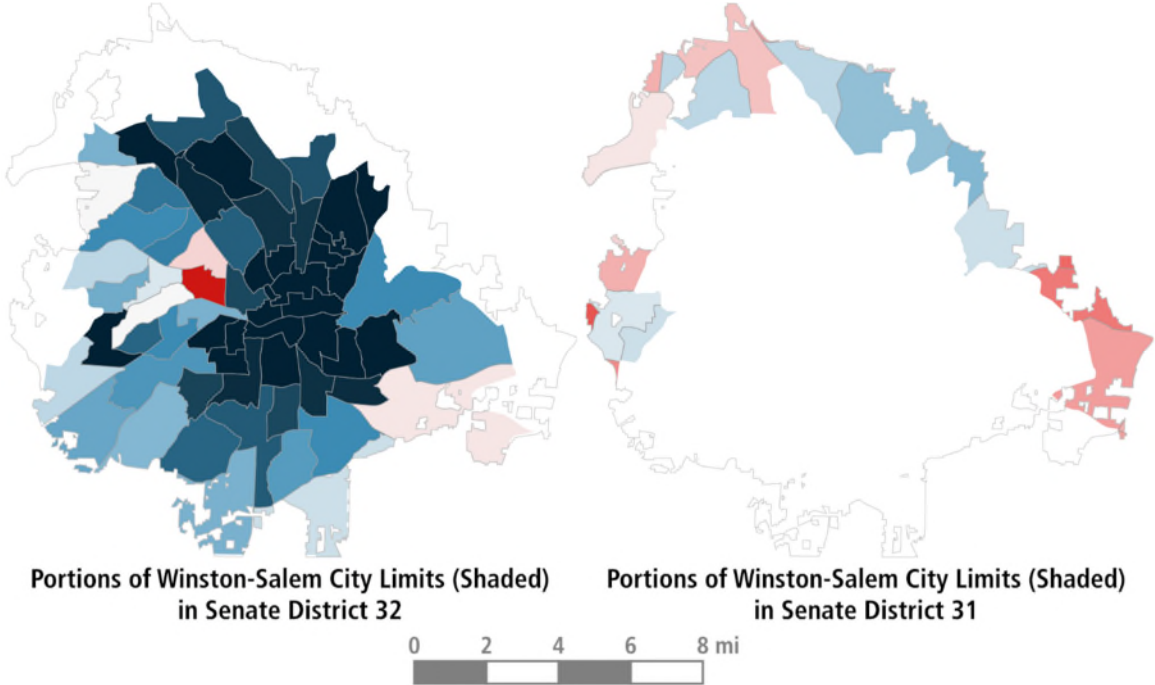 Portions of Winston-Salem City Limits (Shaded)
in Senate District 32
Portions of Winston-Salem City Limits (Shaded)
in Senate District 31
0 2 4 6 8 mi